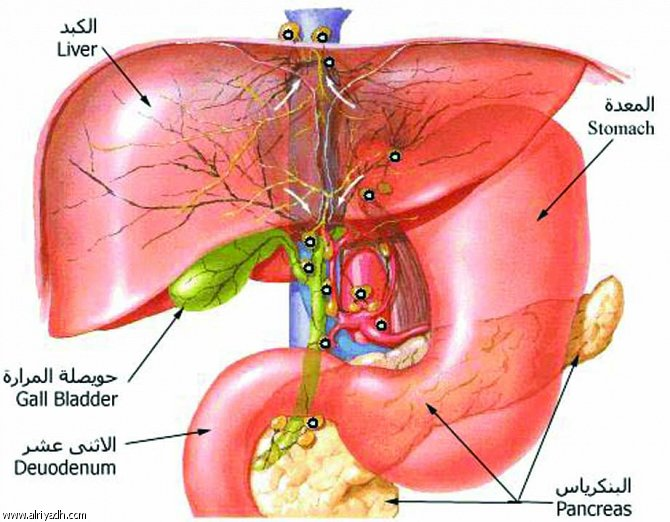 الكبد
Liver
المعدة
Stomach
حويصلة المرارة
Gall Bladder
الاثنى عشر
Deuodenum
البنكرياس
Pancreas
www.alriyadh.com